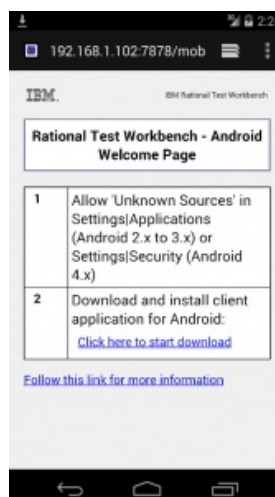 2:2
192.168.1.102:7878/mob
IBM.
IBM Rational Test Workbench
Rational Test Workbench - Android
Welcome Page
1
Allow 'Unknown Sources' in
Settings|Applications
(Android 2.x to 3.x) or
Settings|Security (Android
4.x)
2
Download and install client
application for Android:
Click here to start download
Follow this link for more information